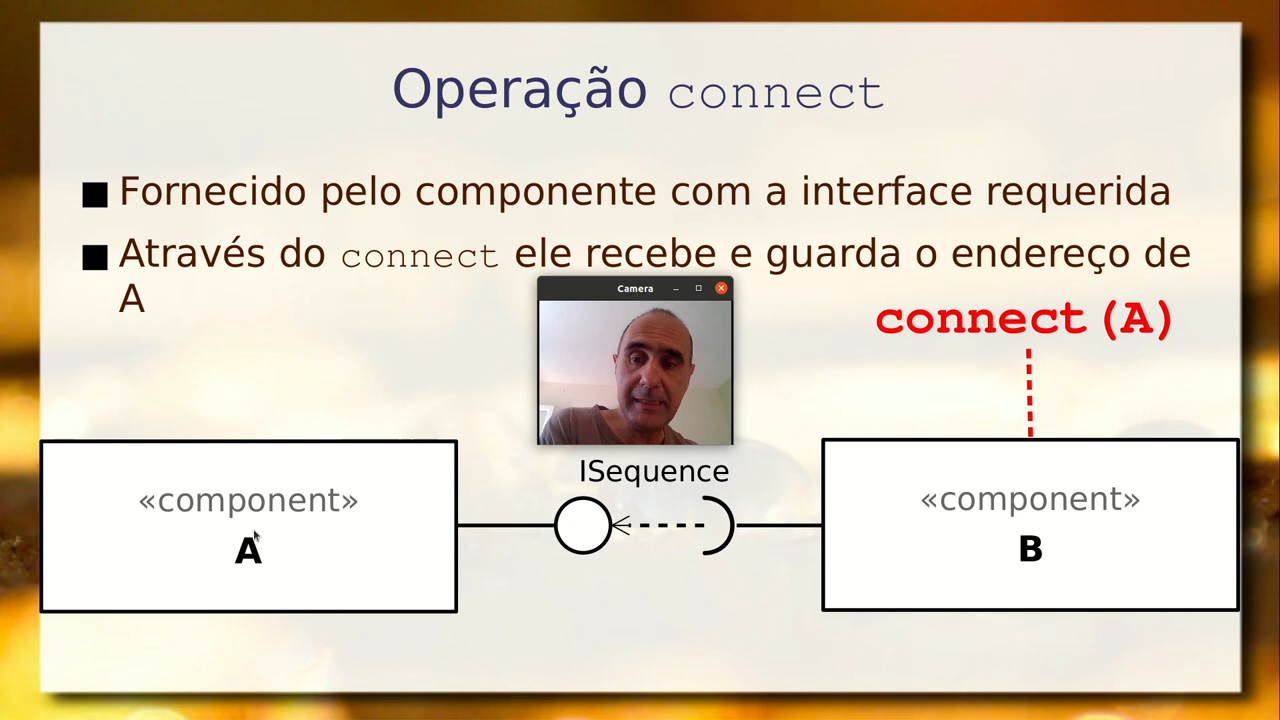 Operação connect
Fornecido pelo componente com a interface requerida
Através do connect ele recebe e guarda o endereço de
A
Camera
connect (A)
ISequence
«component»
A
«component»
B